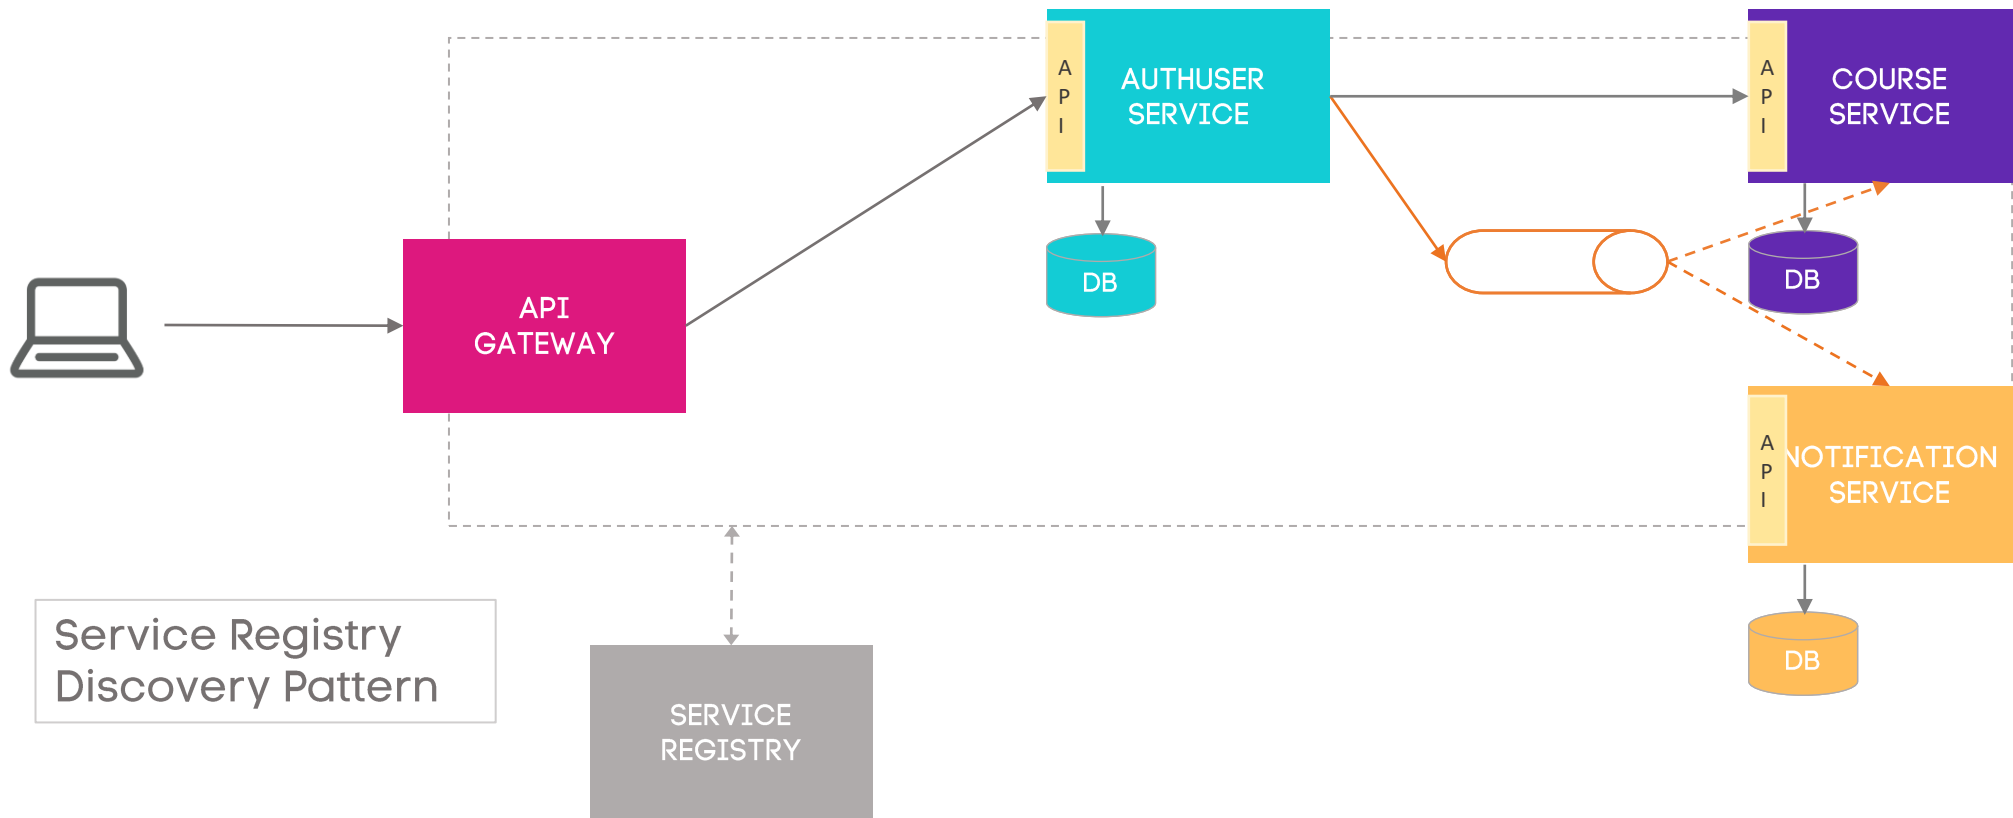 A
P
I
AUTHUSER
SERVICE
A
P
I
COURSE
SERVICE
DB
DB
API
GATEWAY
A
P
I
NOTIFICATION
SERVICE
DB
Service Registry
Discovery Pattern
SERVICE
REGISTRY